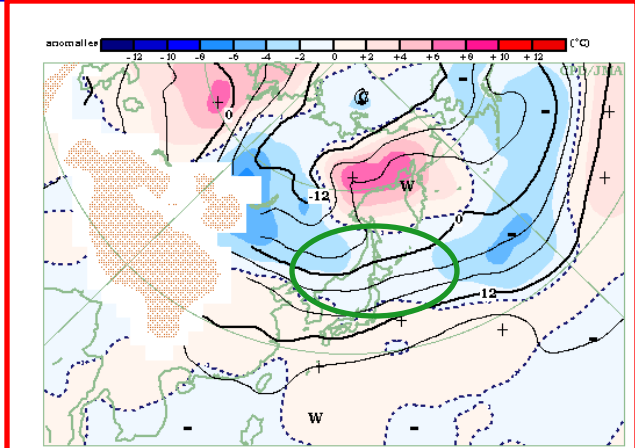 anomalies (°C)
-12 -10 -8 -6 -4 -2 0 +2 +4 +6 +8 +10 +12
CPD/JMA
+ - - +
0
+ W +
-12
0
-
12
+ + -
+
W
- -